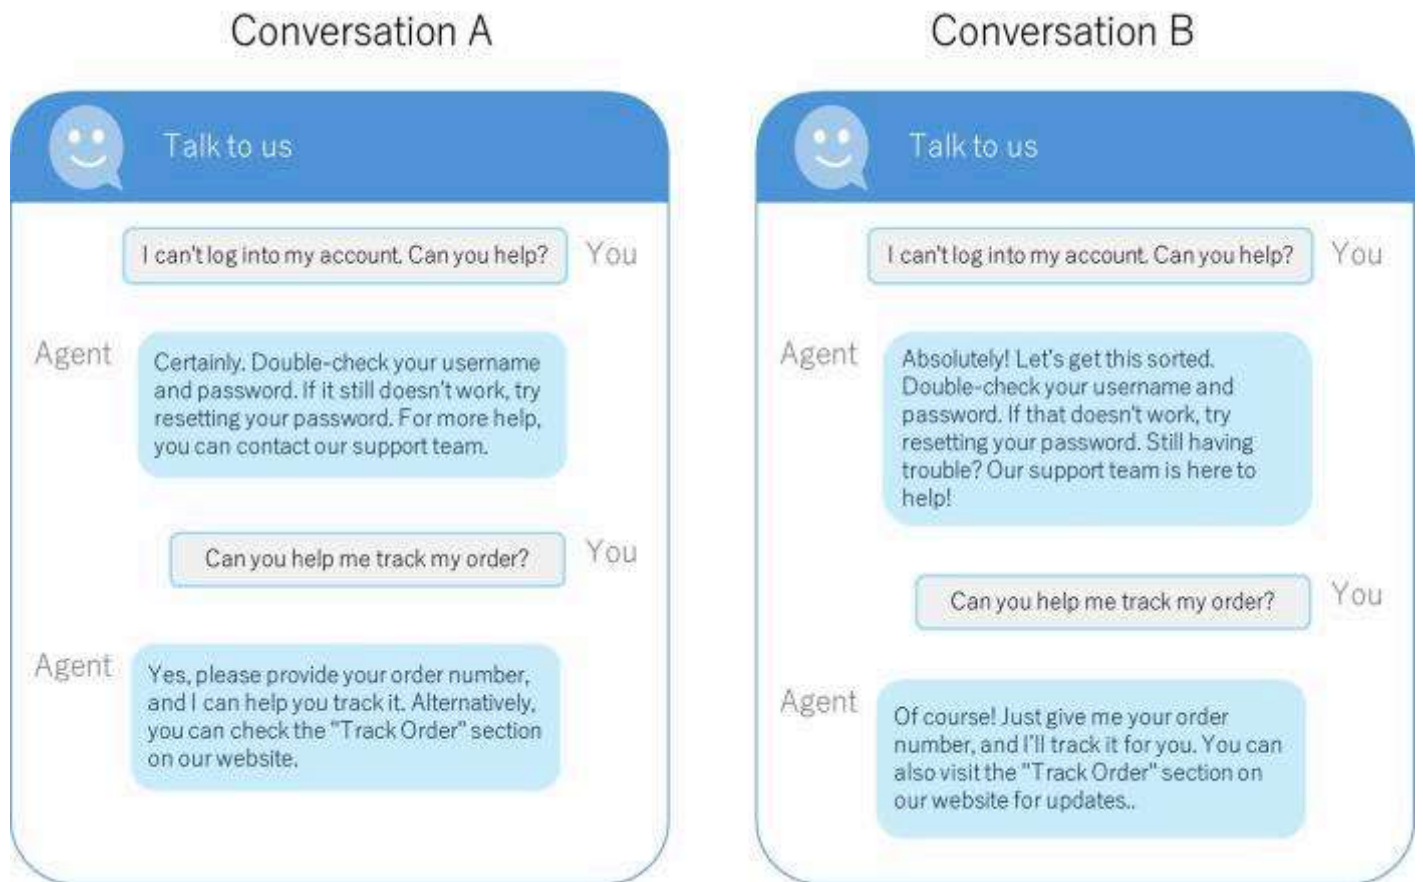 Conversation A
Talk to us
I can't log into my account. Can you help?
You
Agent
Certainly. Double-check your username
and password. If it still doesn't work, try
resetting your password. For more help,
you can contact our support team.
Can you help me track my order?
You
Agent
Yes, please provide your order number,
and I can help you track it. Alternatively,
you can check the "Track Order" section
on our website.
Conversation B
Talk to us
I can't log into my account. Can you help?
You
Agent
Absolutely! Let's get this sorted.
Double-check your username and
password. If that doesn't work, try
resetting your password. Still having
trouble? Our support team is here to
help!
Can you help me track my order?
You
Agent
Of course! Just give me your order
number, and I'll track it for you. You can
also visit the "Track Order" section on
our website for updates..